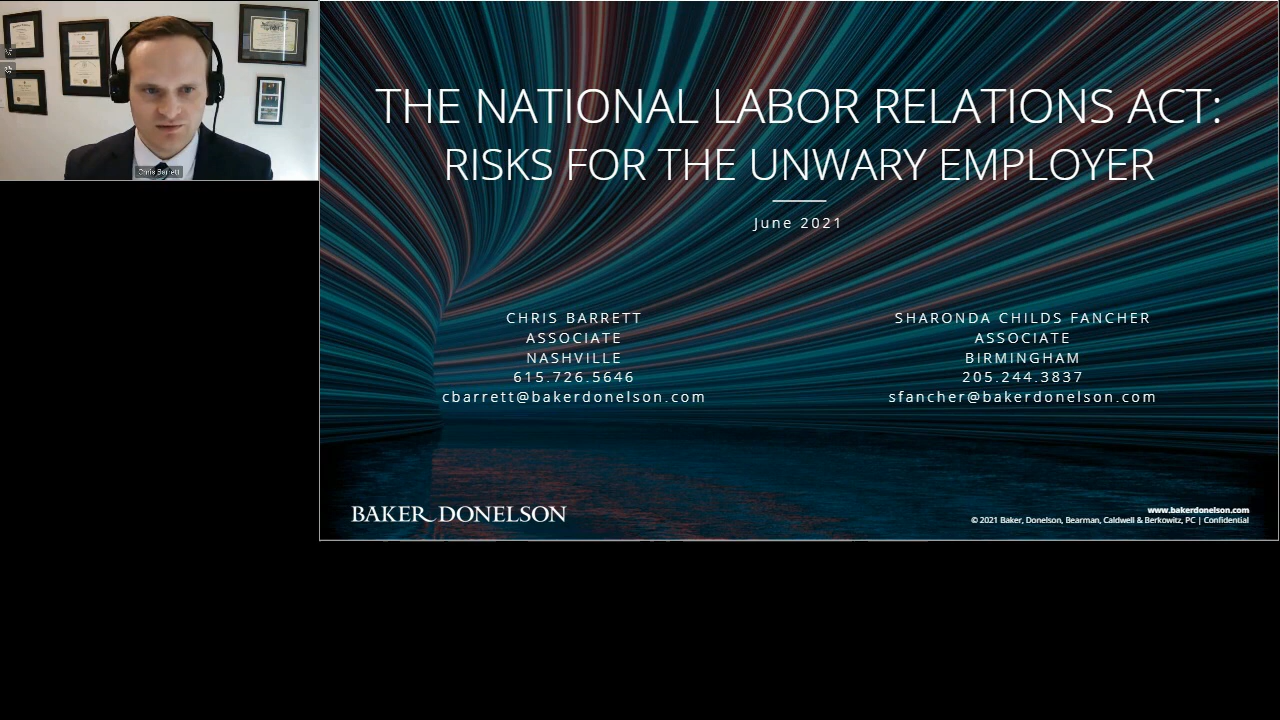 Chris Barrett
THE NATIONAL LABOR RELATIONS ACT:
RISKS FOR THE UNWARY EMPLOYER
June 2021
CHRIS BARRETT
ASSOCIATE
NASHVILLE
615.726.5646
cbarrett@bakerdonelson.com
SHARONDA CHILDS FANCHER
ASSOCIATE
BIRMINGHAM
205.244.3837
sfancher@bakerdonelson.com
BAKER DONELSON
www.bakerdonelson.com
© 2021 Baker, Donelson, Bearman, Caldwell & Berkowitz, PC | Confidential